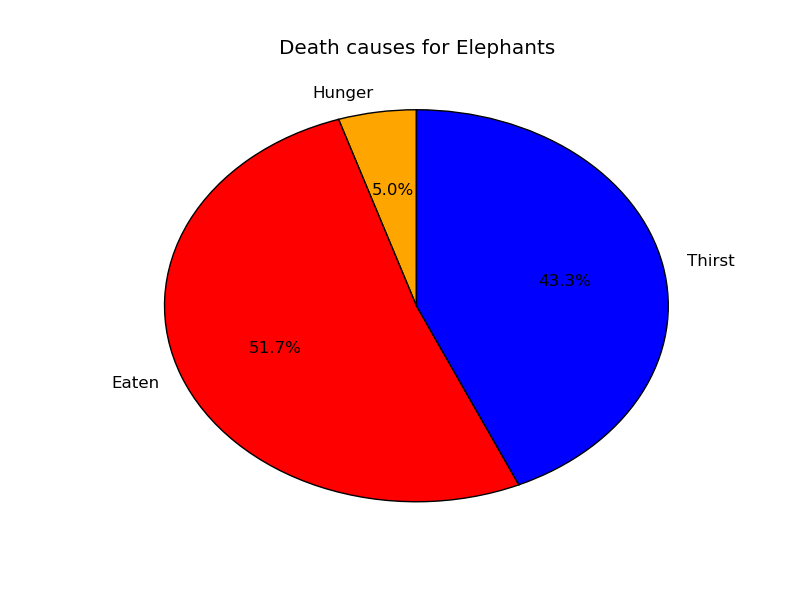 Death causes for Elephants
Hunger
5.0%
Thirst
43.3%
51.7%
Eaten